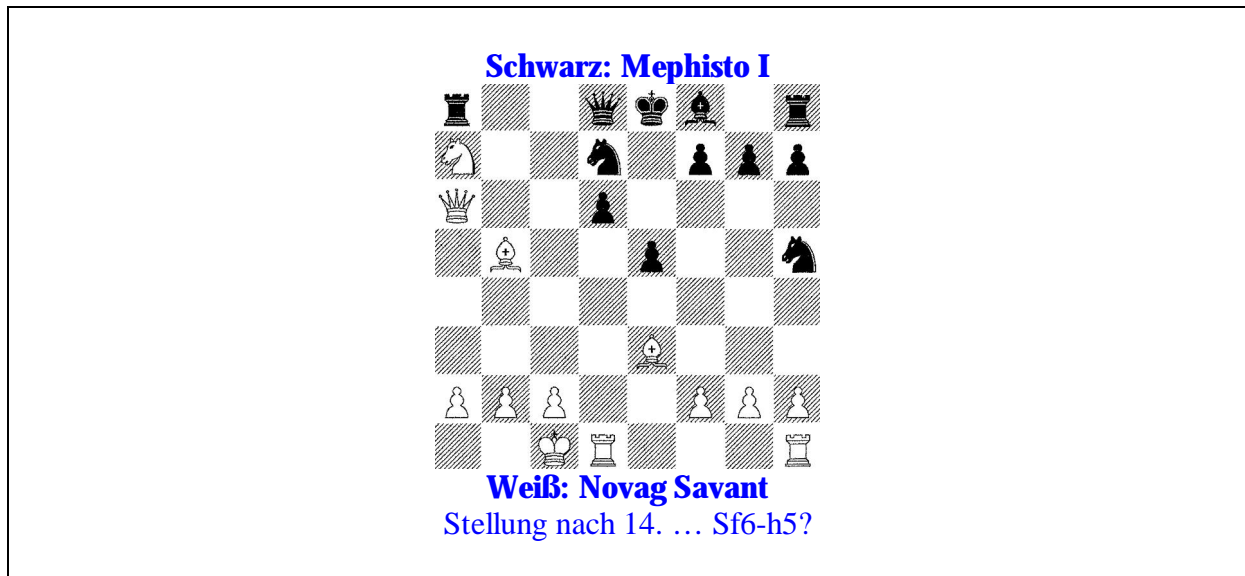 Schwarz: Mephisto I
Weiß: Novag Savant
Stellung nach 14. … Sf6-h5?